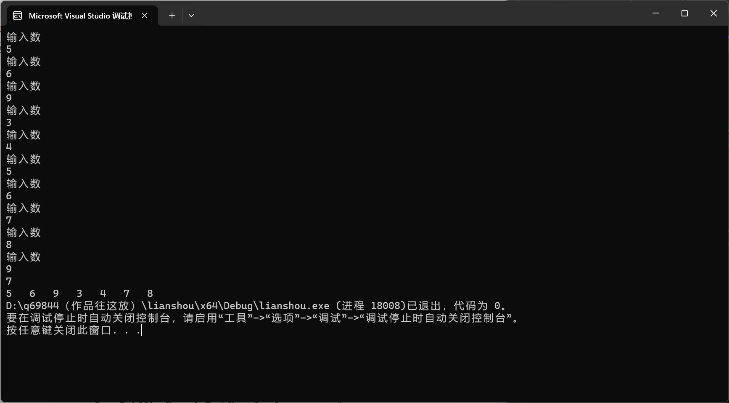 Microsoft Visual Studio 调试
输入数
5
输入数
6
输入数
9
输入数
3
输入数
4
输入数
5
输入数
6
输入数
7
输入数
8
输入数
9
7
5 6 9 3 4 7 8
D:\q69844（作品往这放）\lianshou\x64\Debug\lianshou.exe (进程 18008)已退出，代码为 0。
要在调试停止时自动关闭控制台，请启用“工具”->“选项”->“调试”->“调试停止时自动关闭控制台”。
按任意键关闭此窗口. . .